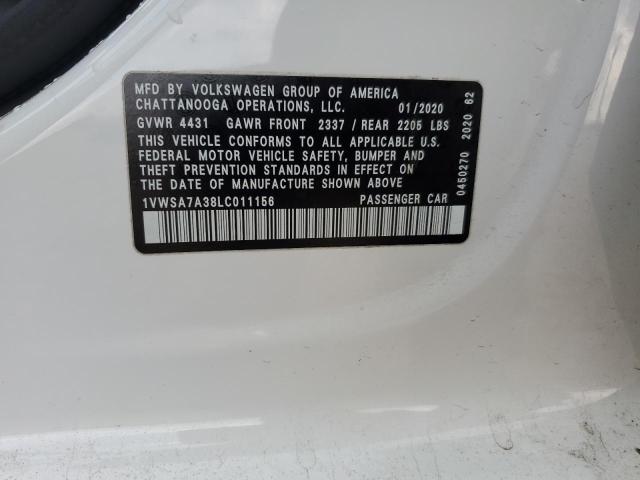 MFD BY VOLKSWAGEN GROUP OF AMERICA
CHATTANOOGA OPERATIONS, LLC. 01/2020
GVWR 4431 GAWR FRONT 2337 / REAR 2205 LBS
THIS VEHICLE CONFORMS TO ALL APPLICABLE U.S.
FEDERAL MOTOR VEHICLE SAFETY, BUMPER AND
THEFT PREVENTION STANDARDS IN EFFECT ON
THE DATE OF MANUFACTURE SHOWN ABOVE
1VWSA7A38LC011156 PASSENGER CAR
0450270 2020 62